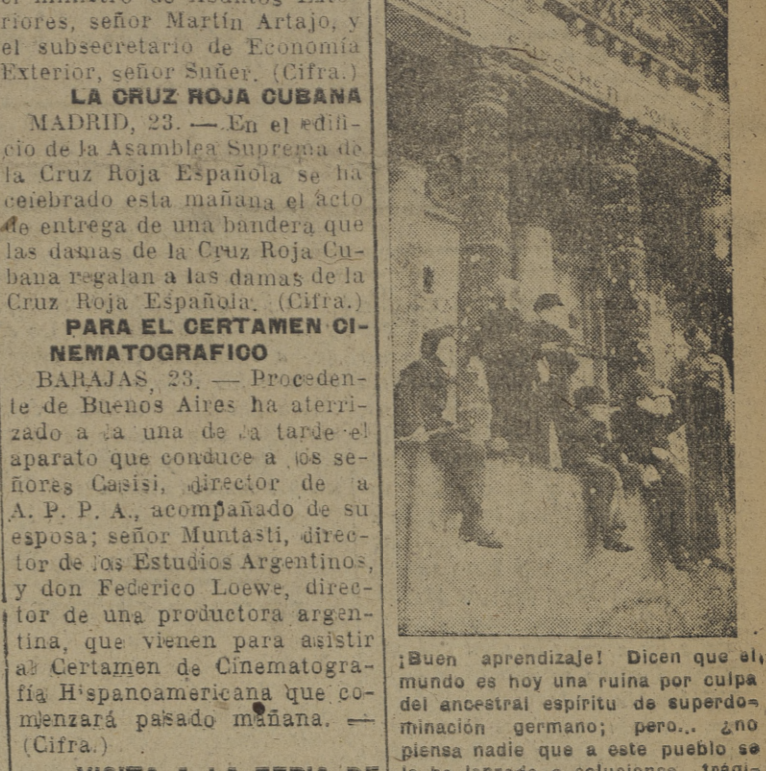 riores, señor Martín Artajo, y
el subsecretario de Economía
Exterior, señor Suñer. (Cifra.)
LA CRUZ ROJA CUBANA
MADRID, 23. — En el edifi-
cio de la Asamblea Suprema de
la Cruz Roja Española se ha
celebrado esta mañana el acto
de entrega de una bandera que
las damas de la Cruz Roja Cu-
bana regalan a las damas de la
Cruz Roja Española. (Cifra.)
PARA EL CERTAMEN CI-
NEMATOGRAFICO
BARAJAS, 23. — Proceden-
te de Buenos Aires ha aterri-
zado a la una de la tarde el
aparato que conduce a los se-
ñores Casisi, director de a
A. P. P. A., acompañado de su
esposa; señor Muntasti, direc-
tor de los Estudios Argentinos,
y don Federico Loewe, direc-
tor de una productora argen-
tina, que vienen para asistir
al Certamen de Cinematogra-
fía Hispanoamericana que co-
menzará pasado mañana. —
(Cifra.)
¡Buen aprendizaje! Dicen que el
mundo es hoy una ruina por culpa
del ancestral espíritu de superdo-
minación germano; pero... ¿no
piensa nadie que a este pueblo se